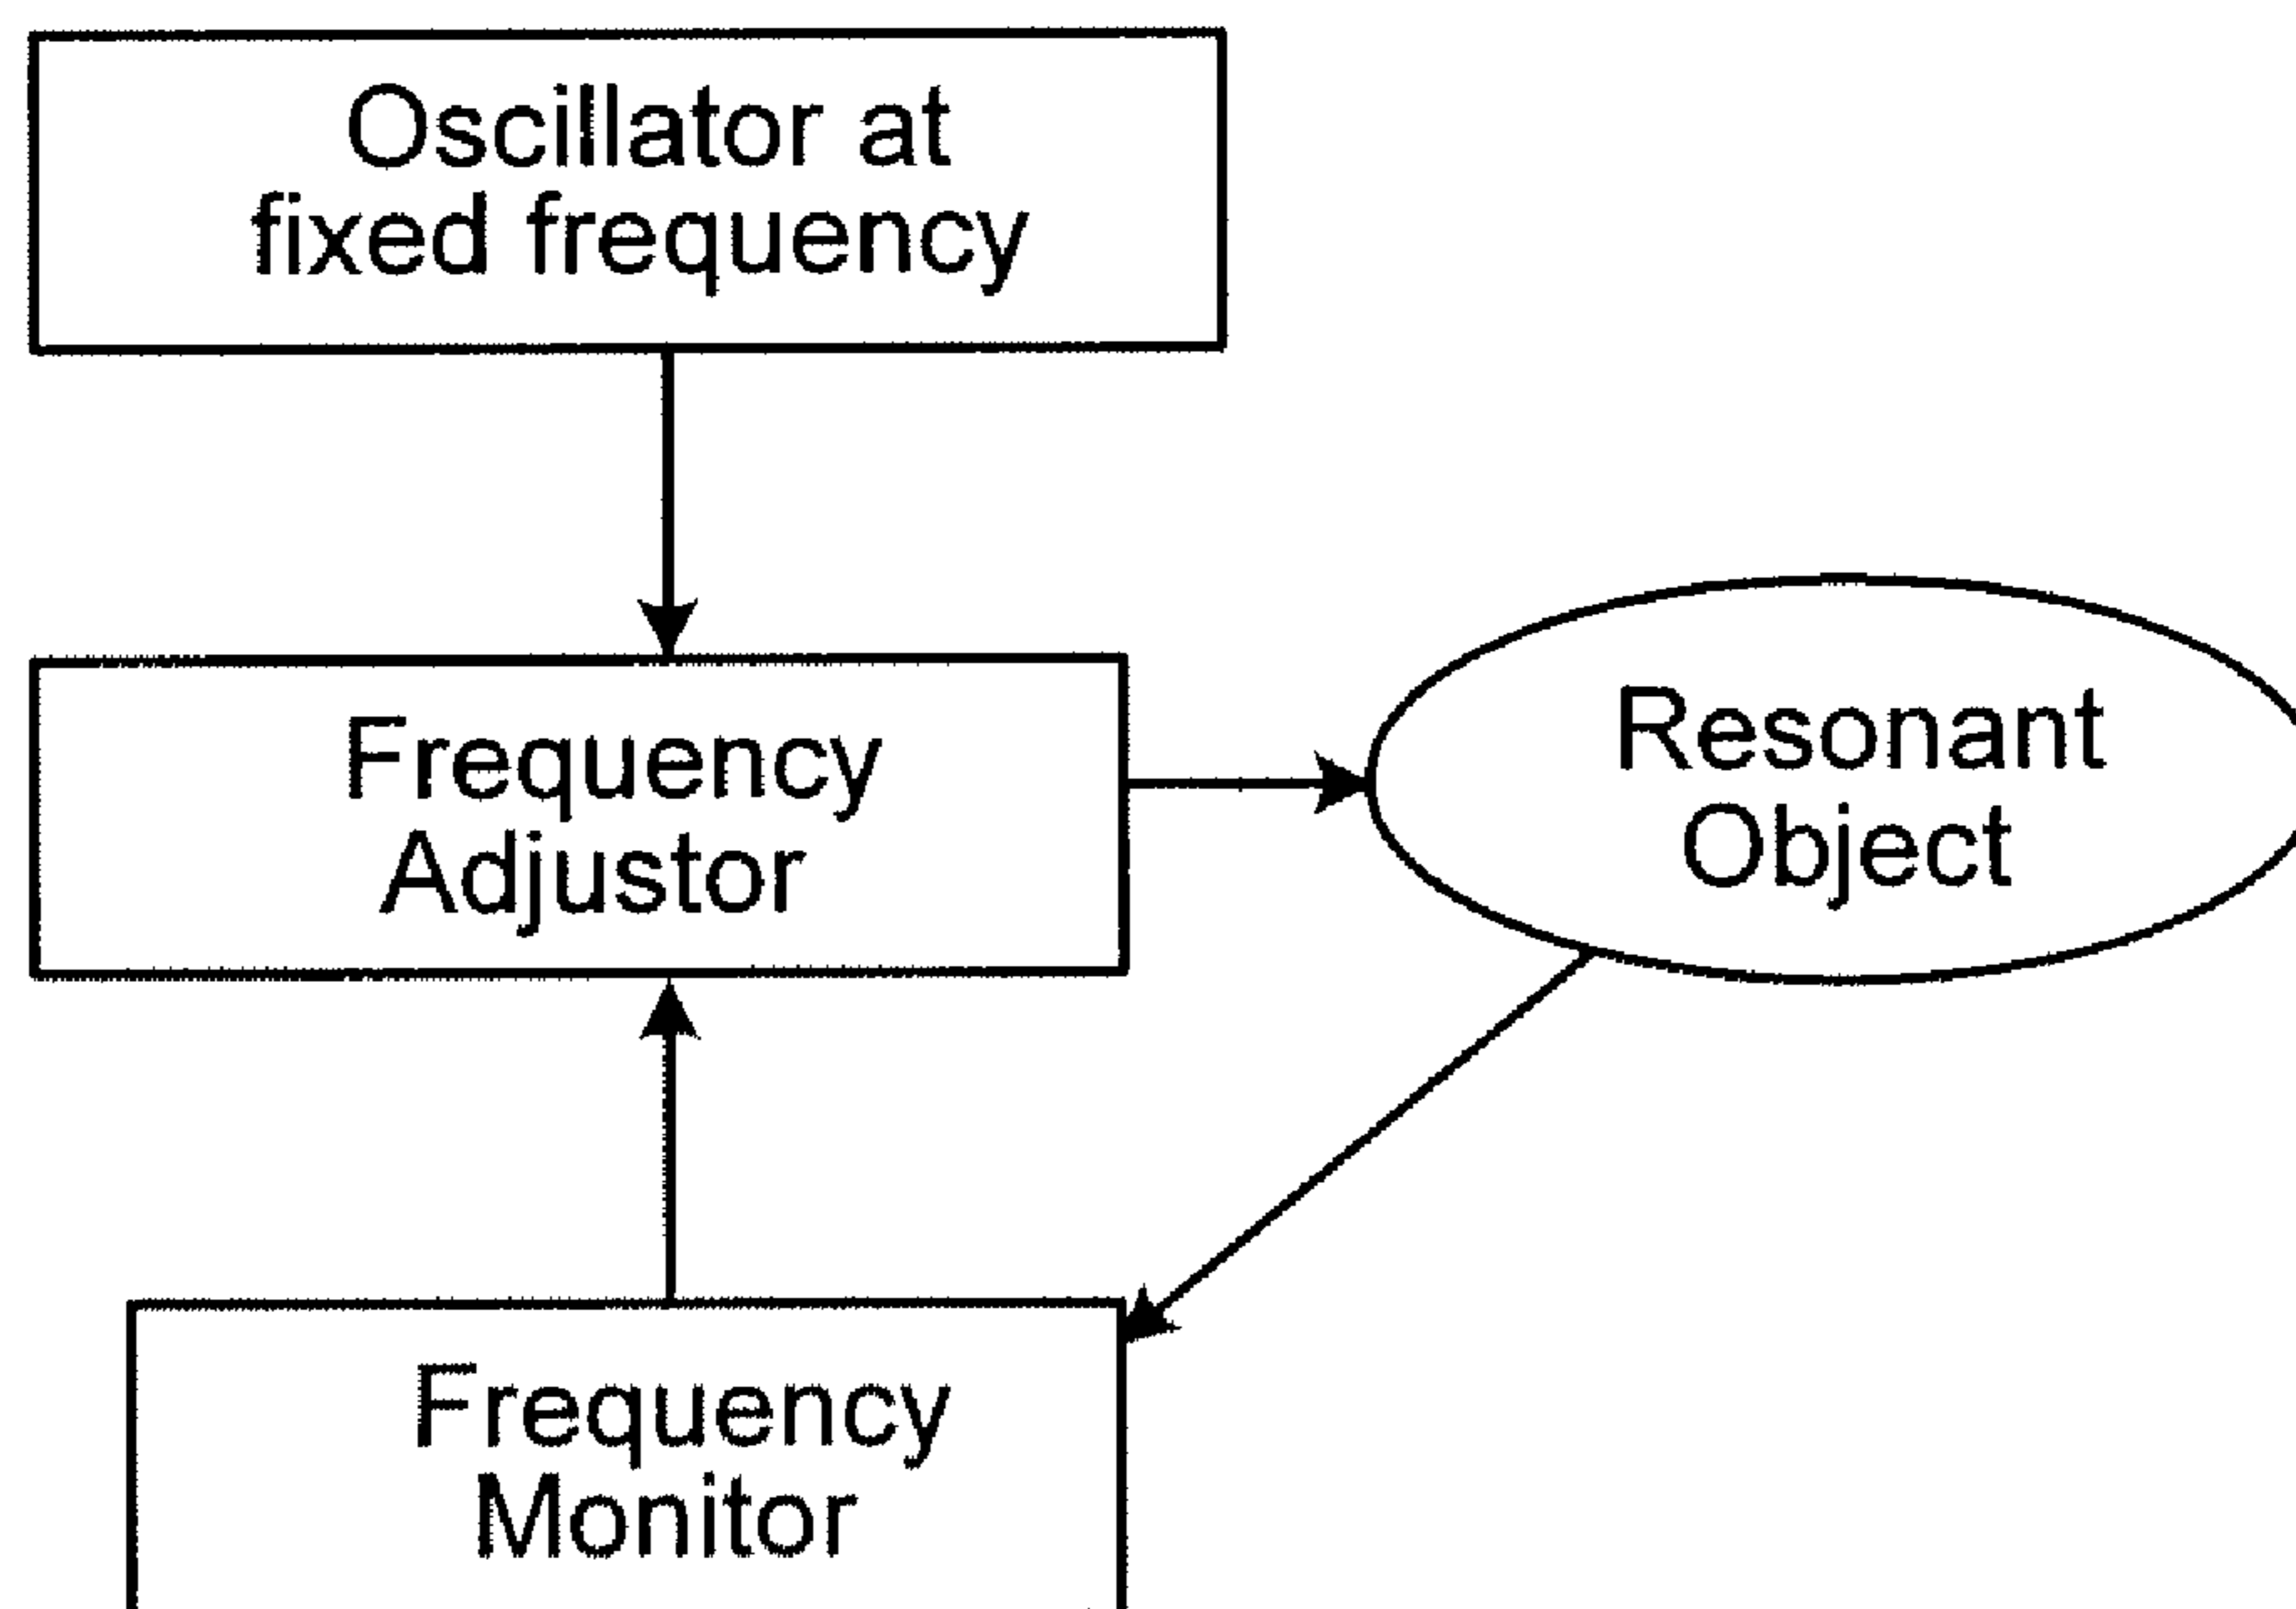 Oscillator at
fixed frequency
Frequency
Adjustor
Resonant
Object
Frequency
Monitor